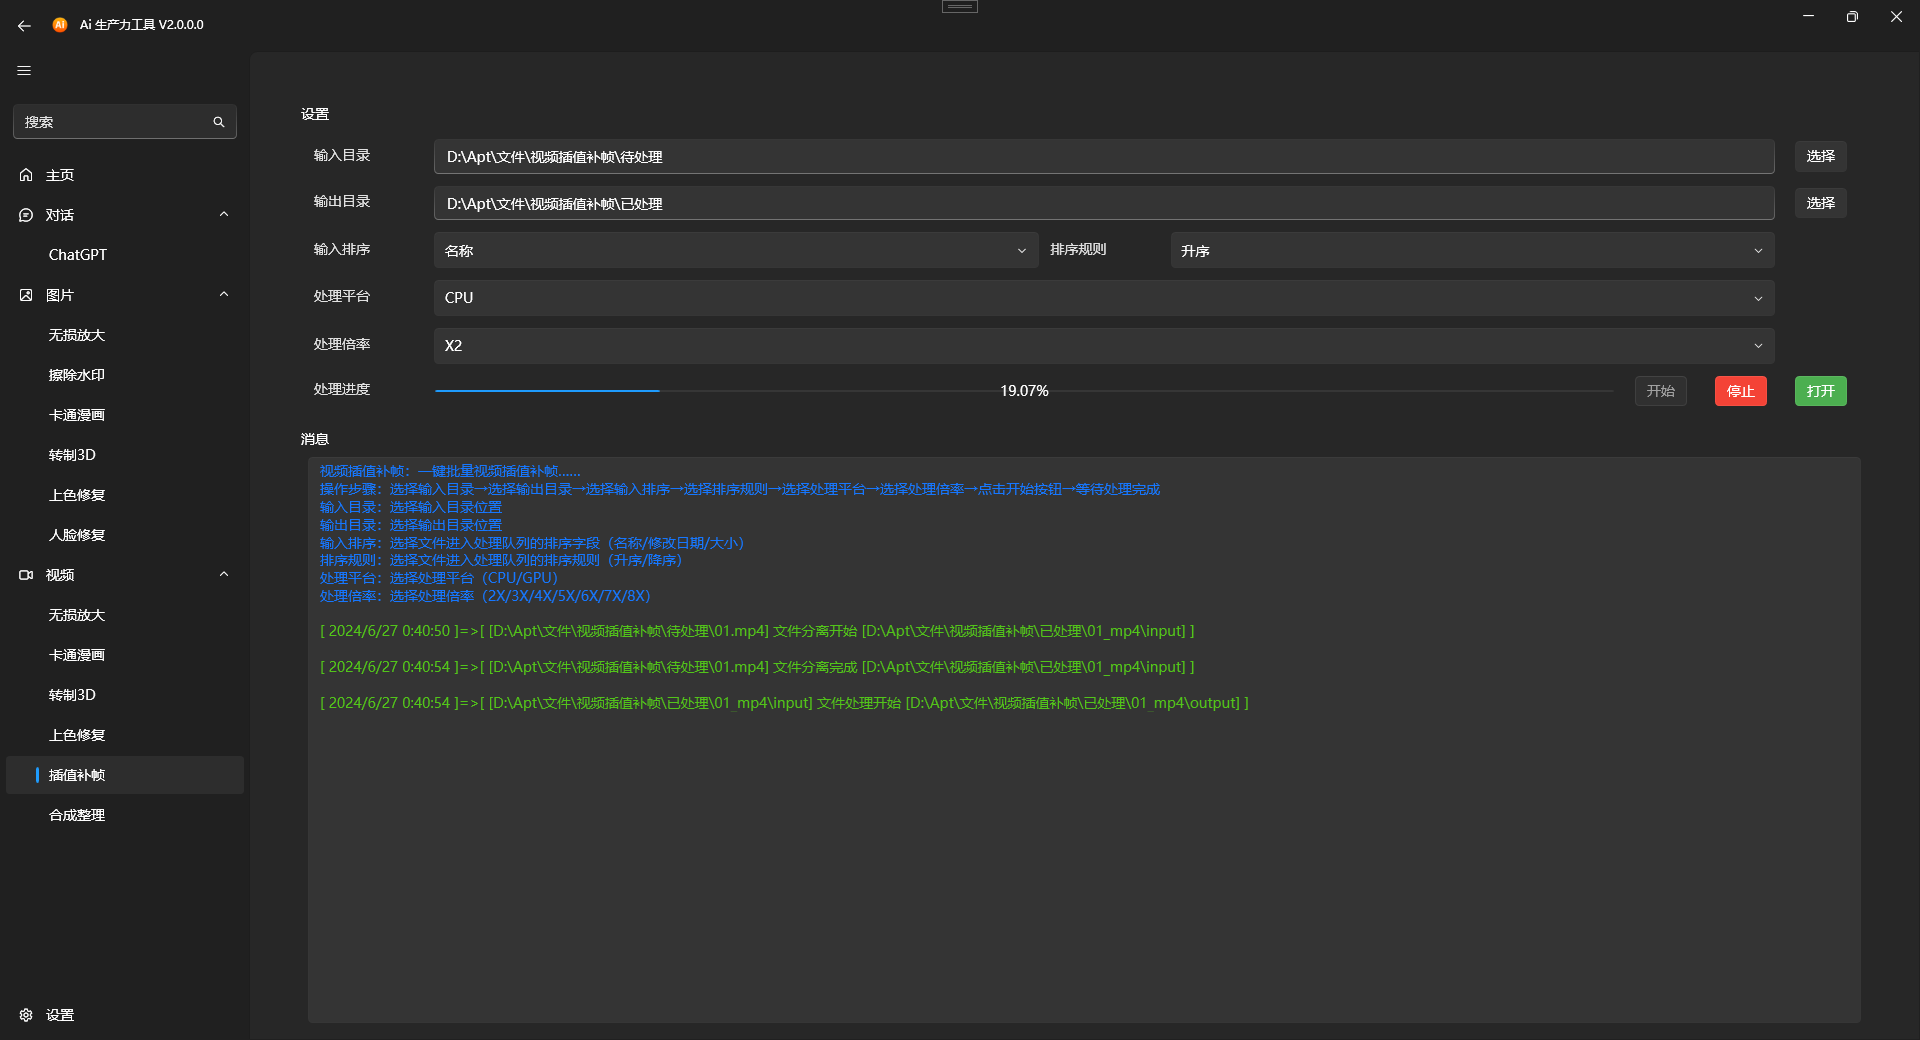 Ai 生产力工具 V2.0.0.0
搜索
主页
对话
ChatGPT
图片
无损放大
擦除水印
卡通漫画
转制3D
上色修复
人脸修复
视频
无损放大
卡通漫画
转制3D
上色修复
插值补帧
合成整理
设置
设置
输入目录 D:\Apt\文件\视频插值补帧\待处理 选择
输出目录 D:\Apt\文件\视频插值补帧\已处理 选择
输入排序 名称 排序规则 升序
处理平台 CPU
处理倍率 X2
处理进度 19.07% 开始 停止 打开
消息
视频插值补帧：一键批量视频插值补帧......
操作步骤：选择输入目录→选择输出目录→选择输入排序→选择排序规则→选择处理平台→选择处理倍率→点击开始按钮→等待处理完成
输入目录：选择输入目录位置
输出目录：选择输出目录位置
输入排序：选择文件进入处理队列的排序字段（名称/修改日期/大小）
排序规则：选择文件进入处理队列的排序规则（升序/降序）
处理平台：选择处理平台（CPU/GPU）
处理倍率：选择处理倍率（2X/3X/4X/5X/6X/7X/8X）
[ 2024/6/27 0:40:50 ]=>[ [D:\Apt\文件\视频插值补帧\待处理\01.mp4] 文件分离开始 [D:\Apt\文件\视频插值补帧\已处理\01_mp4\input] ]
[ 2024/6/27 0:40:54 ]=>[ [D:\Apt\文件\视频插值补帧\待处理\01.mp4] 文件分离完成 [D:\Apt\文件\视频插值补帧\已处理\01_mp4\input] ]
[ 2024/6/27 0:40:54 ]=>[ [D:\Apt\文件\视频插值补帧\已处理\01_mp4\input] 文件处理开始 [D:\Apt\文件\视频插值补帧\已处理\01_mp4\output] ]